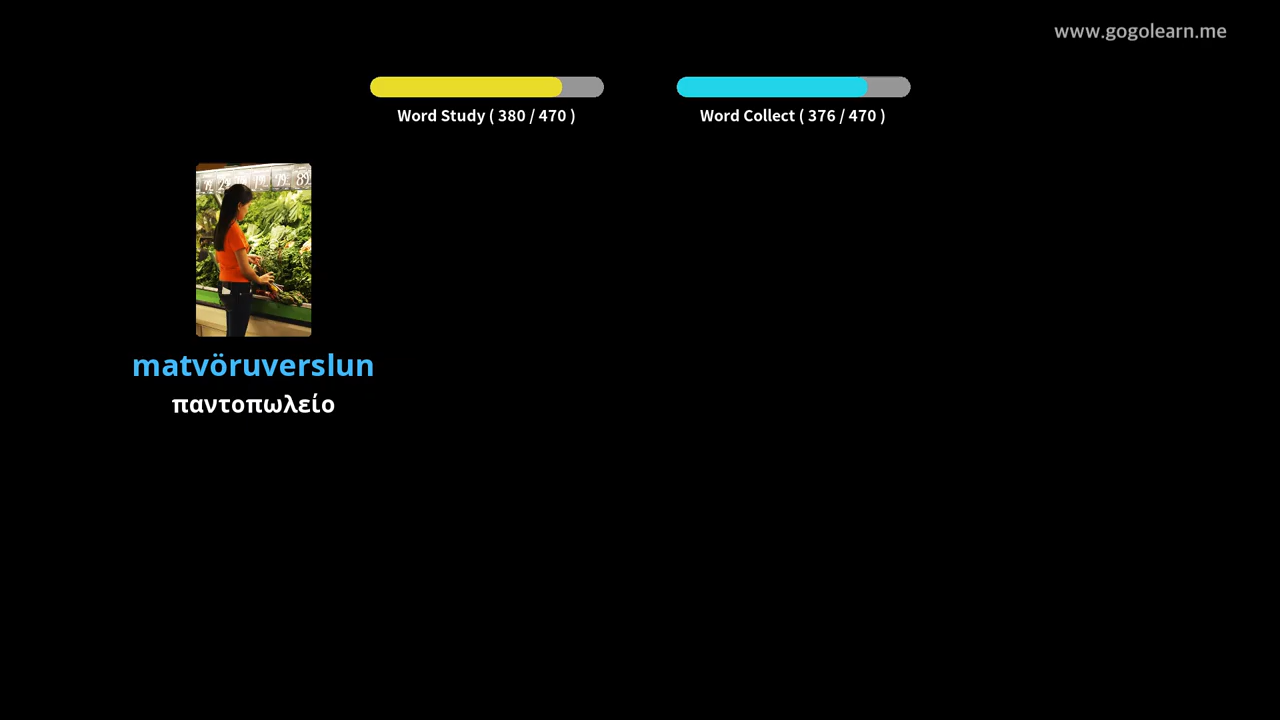 www.gogolearn.me
Word Study ( 380 / 470 )
Word Collect ( 376 / 470 )
matvöruverslun
παντοπωλείο